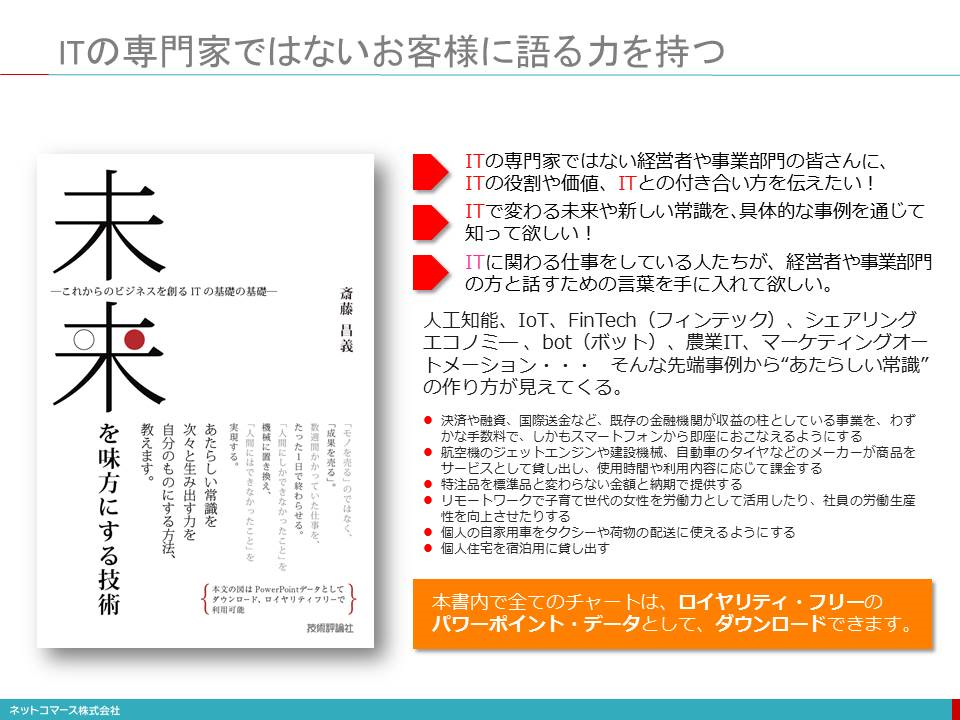 ITの専門家ではないお客様に語る力を持つ
未来
―これからのビジネスを創るITの基礎の基礎―
斎藤 昌義
を味方にする技術
「モノを売る」のではなく、
「成果を売る」。
数週間かかっていた仕事を、
たった1日で終わらせる。
「人間にしかできなかったこと」を
機械に置き換え、
「人間にはできなかったこと」を
実現する。
あたらしい常識を
次々と生み出す力を
自分のものにする方法、
教えます。
本文の図はPowerPointデータとして
ダウンロード、ロイヤリティフリーで
利用可能
技術評論社
ITの専門家ではない経営者や事業部門の皆さんに、
ITの役割や価値、ITとの付き合い方を伝えたい！
ITで変わる未来や新しい常識を、具体的な事例を通じて
知って欲しい！
ITに関わる仕事をしている人たちが、経営者や事業部門
の方と話すための言葉を手に入れて欲しい。
人工知能、IoT、FinTech（フィンテック）、シェアリング
エコノミー、bot（ボット）、農業IT、マーケティングオー
トメーション・・・ そんな先端事例から“あたらしい常識”
の作り方が見えてくる。
● 決済や融資、国際送金など、既存の金融機関が収益の柱としている事業を、わず
かな手数料で、しかもスマートフォンから即座におこなえるようにする
● 航空機のジェットエンジンや建設機械、自動車のタイヤなどのメーカーが商品を
サービスとして貸し出し、使用時間や利用内容に応じて課金する
● 特注品を標準品と変わらない金額と納期で提供する
● リモートワークで子育て世代の女性を労働力として活用したり、社員の労働生産
性を向上させたりする
● 個人の自家用車をタクシーや荷物の配送に使えるようにする
● 個人住宅を宿泊用に貸し出す
本書内で全てのチャートは、ロイヤリティ・フリーの
パワーポイント・データとして、ダウンロードできます。
ネットコマース株式会社